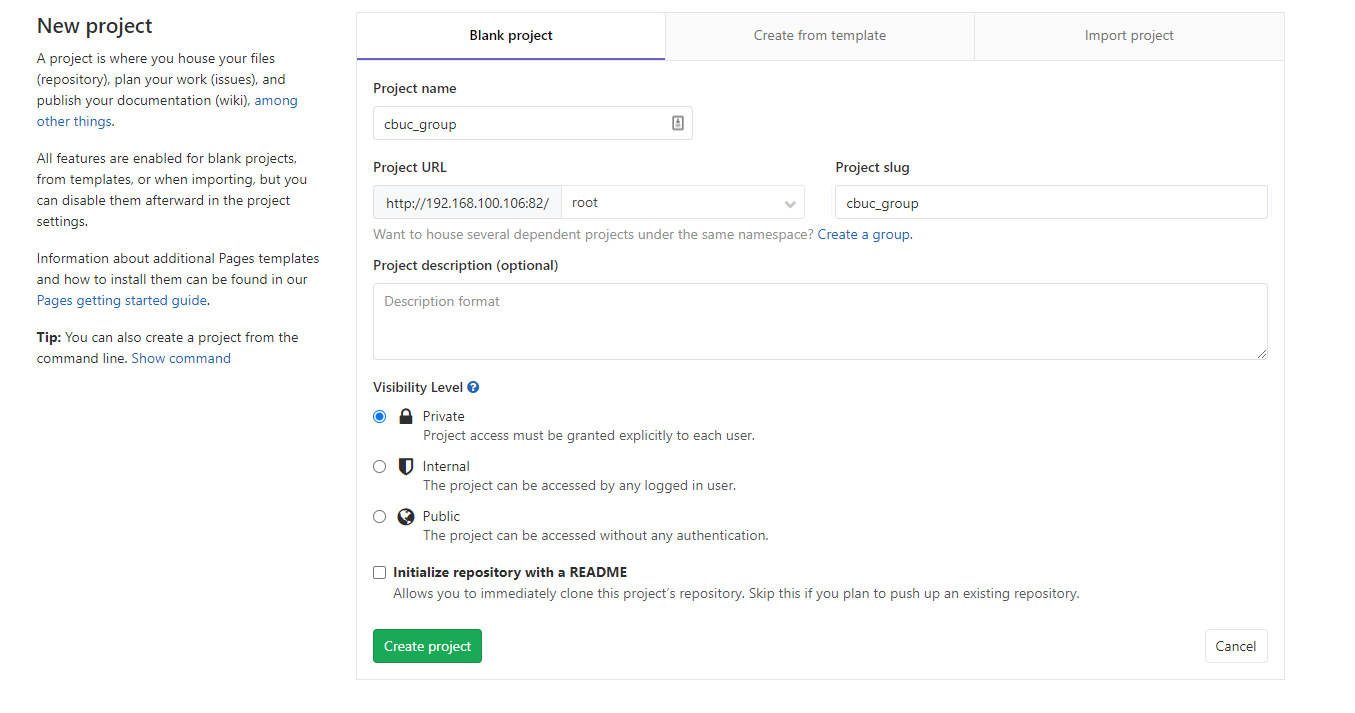 New project
A project is where you house your files
(repository), plan your work (issues), and
publish your documentation (wiki), among
other things.
All features are enabled for blank projects,
from templates, or when importing, but you
can disable them afterward in the project
settings.
Information about additional Pages templates
and how to install them can be found in our
Pages getting started guide.
Tip: You can also create a project from the
command line. Show command
Blank project
Create from template
Import project
Project name
cbuc_group
Project URL
http://192.168.100.106:82/
root
Project slug
cbuc_group
Want to house several dependent projects under the same namespace? Create a group.
Project description (optional)
Description format
Visibility Level
Private
Project access must be granted explicitly to each user.
Internal
The project can be accessed by any logged in user.
Public
The project can be accessed without any authentication.
Initialize repository with a README
Allows you to immediately clone this project’s repository. Skip this if you plan to push up an existing repository.
Create project
Cancel